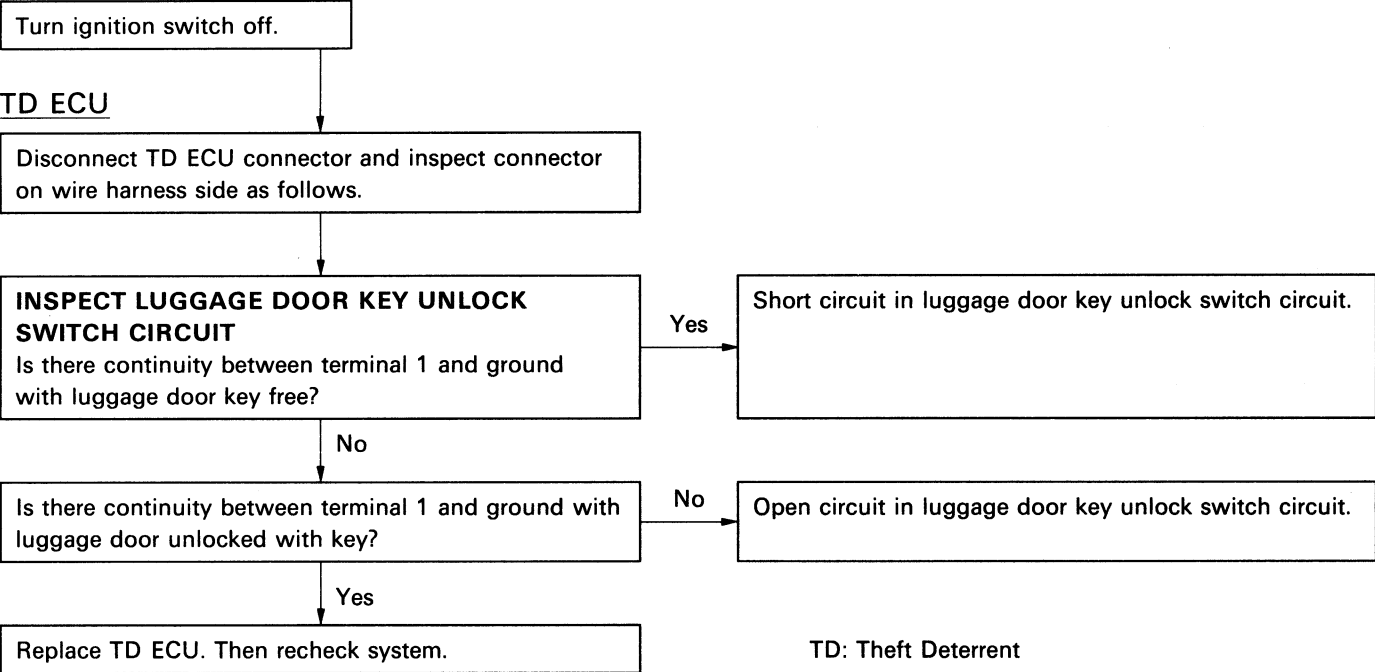 Turn ignition switch off.
TD ECU
Disconnect TD ECU connector and inspect connector
on wire harness side as follows.
INSPECT LUGGAGE DOOR KEY UNLOCK
SWITCH CIRCUIT
Is there continuity between terminal 1 and ground
with luggage door key free?
Yes
Short circuit in luggage door key unlock switch circuit.
No
Is there continuity between terminal 1 and ground with
luggage door unlocked with key?
No
Open circuit in luggage door key unlock switch circuit.
Yes
Replace TD ECU. Then recheck system.
TD: Theft Deterrent